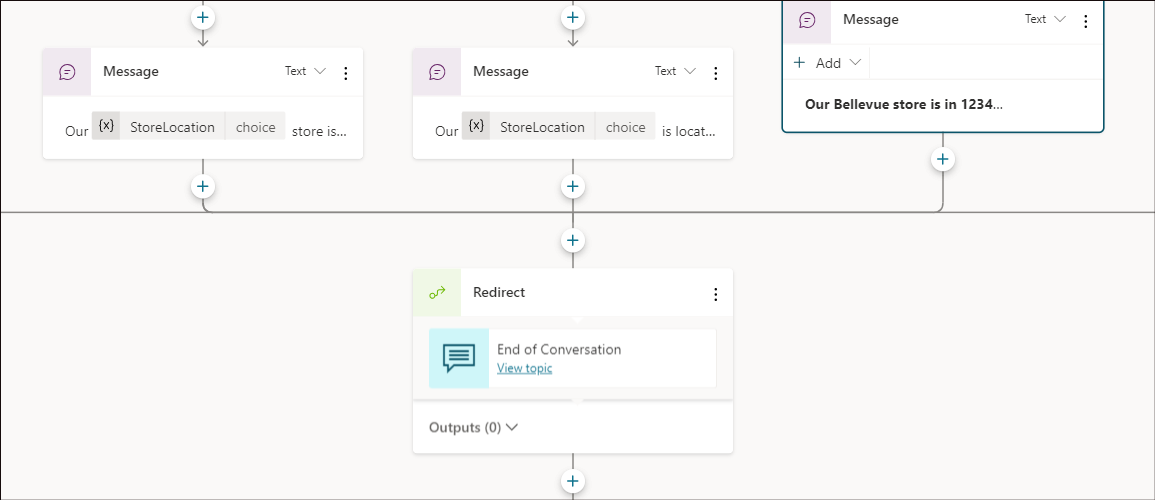 Message Text
Message Text
Message Text
+ Add
Our {x} StoreLocation choice store is...
Our {x} StoreLocation choice is locat...
Our Bellevue store is in 1234...
Redirect
End of Conversation
View topic
Outputs (0)